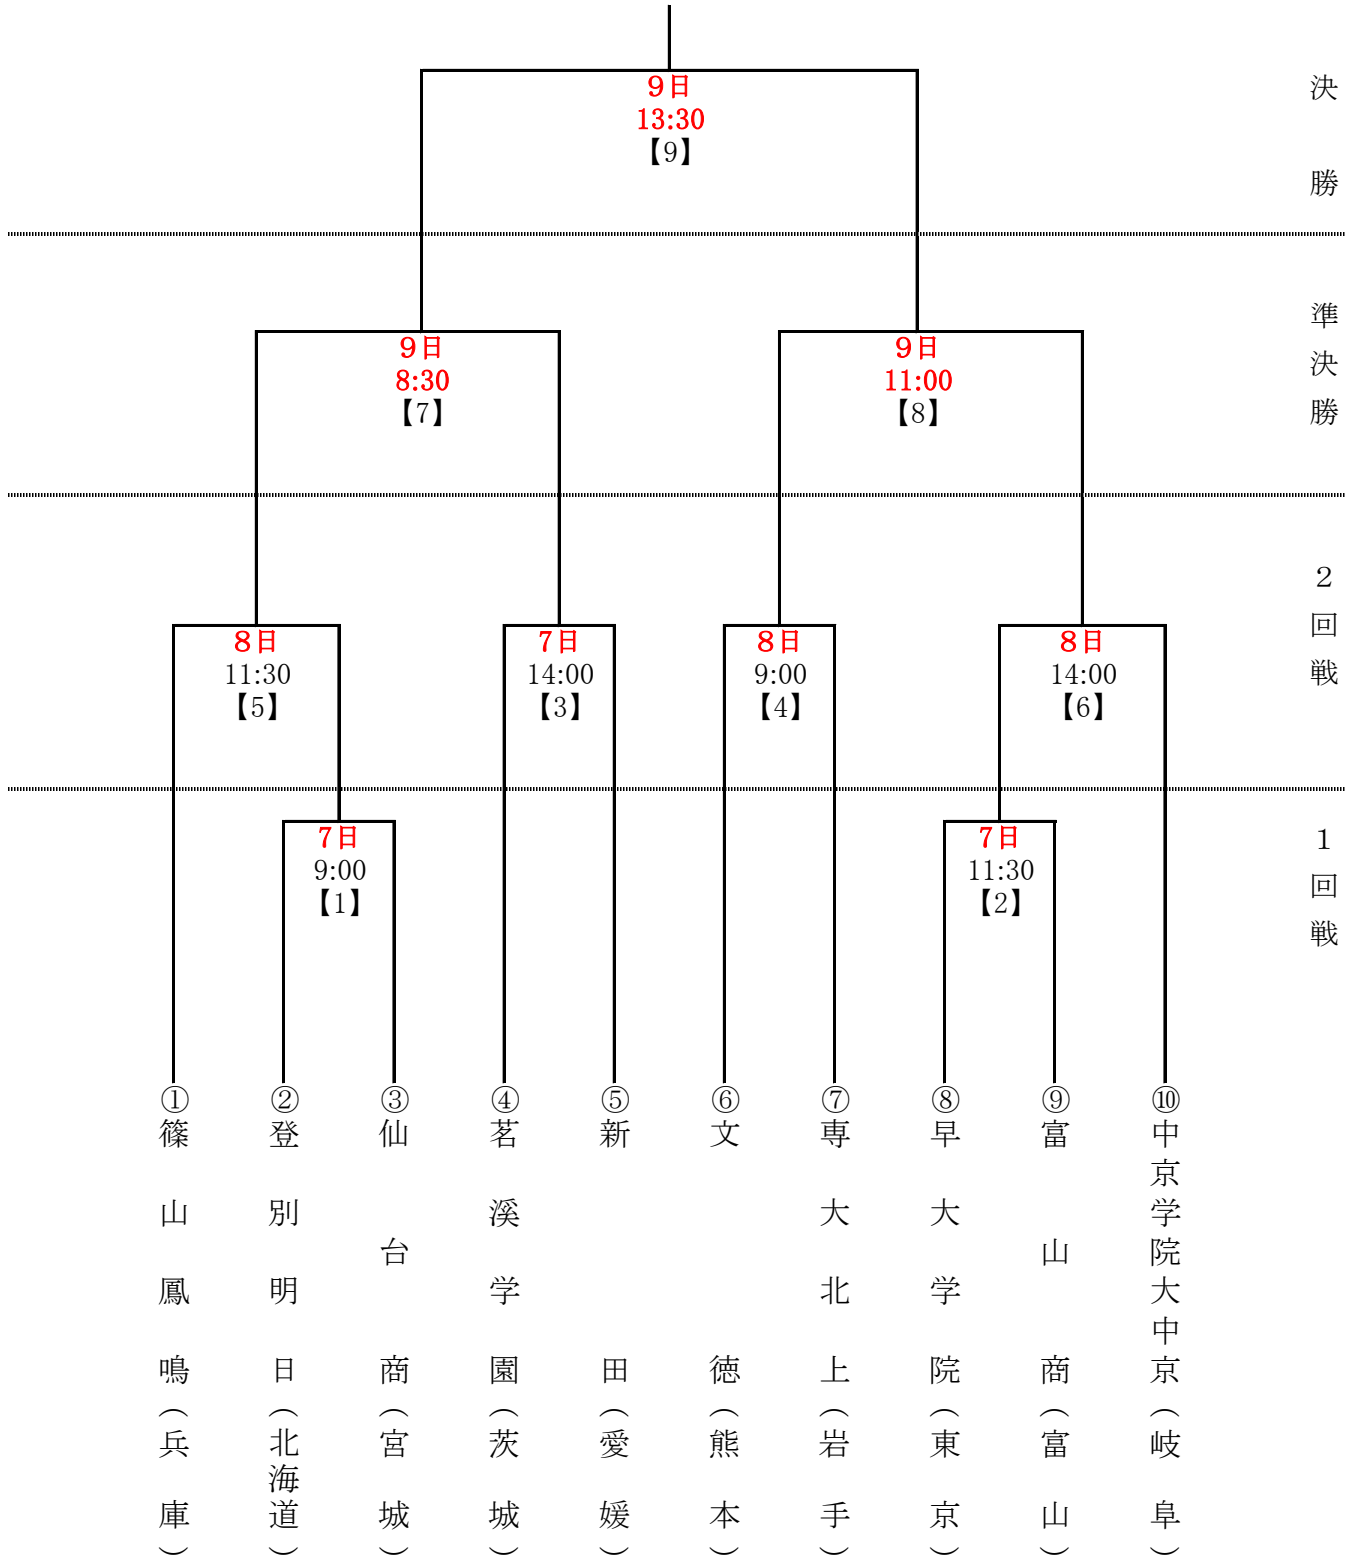 決勝
9日
13:30
【9】
準決勝
9日
8:30
【7】
9日
11:00
【8】
２回戦
8日
11:30
【5】
7日
14:00
【3】
8日
9:00
【4】
8日
14:00
【6】
１回戦
7日
9:00
【1】
7日
11:30
【2】
①篠山鳳鳴（兵庫）
②登別明日（北海道）
③仙台商（宮城）
④茗溪学園（茨城）
⑤新田（愛媛）
⑥文徳（熊本）
⑦専大北上（岩手）
⑧早大学院（東京）
⑨富山商（富山）
⑩中京学院大中京（岐阜）